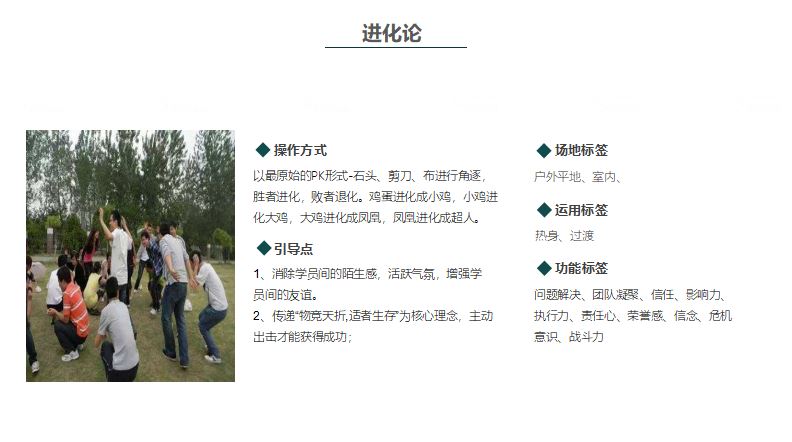 进化论
操作方式
以最原始的PK形式-石头、剪刀、布进行角逐，
胜者进化，败者退化。鸡蛋进化成小鸡，小鸡进
化大鸡，大鸡进化成凤凰，凤凰进化成超人。
引导点
1、消除学员间的陌生感，活跃气氛，增强学
员间的友谊。
2、传递“物竞天折,适者生存”为核心理念，主动
出击才能获得成功；
场地标签
户外平地、室内、
运用标签
热身、过渡
功能标签
问题解决、团队凝聚、信任、影响力、
执行力、责任心、荣誉感、信念、危机
意识、战斗力